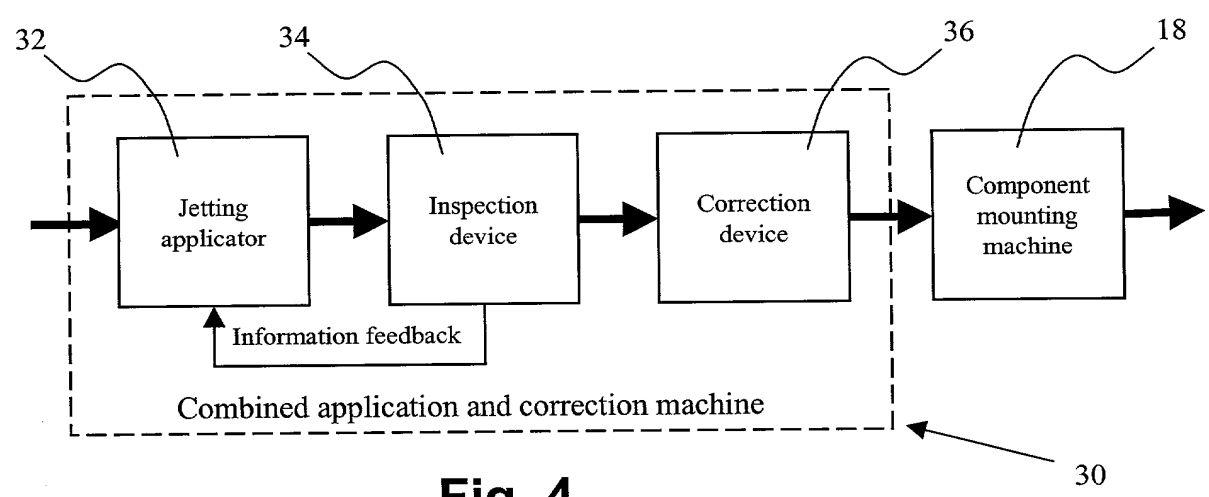 32
34
36
18
Jetting
applicator
Inspection
device
Correction
device
Component
mounting
machine
Information feedback
Combined application and correction machine
30
Fig. 4